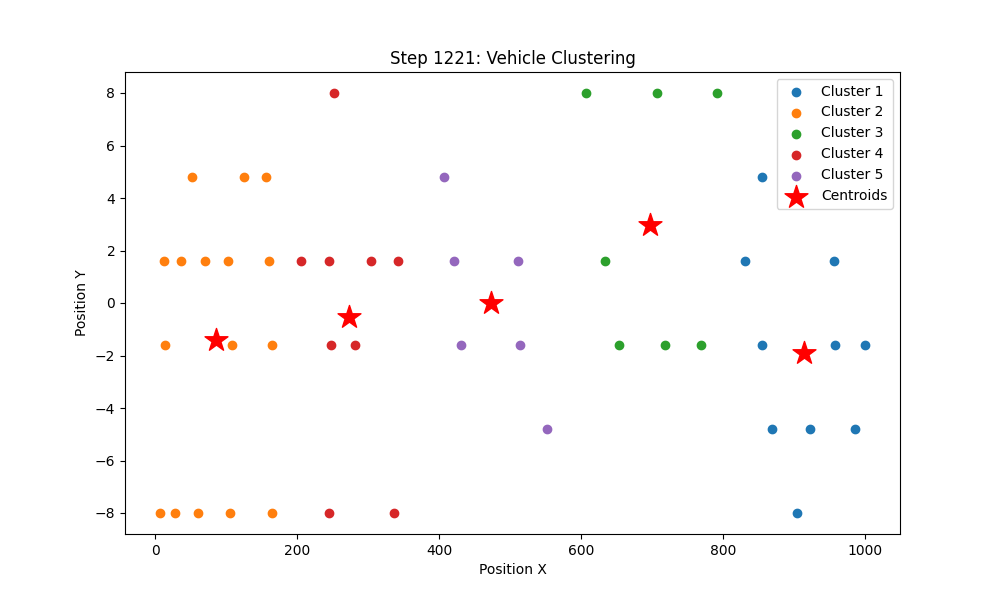 Step 1221: Vehicle Clustering
Position Y
8
6
4
2
0
−2
−4
−6
−8
Cluster 1
Cluster 2
Cluster 3
Cluster 4
Cluster 5
Centroids
0 200 400 600 800 1000
Position X